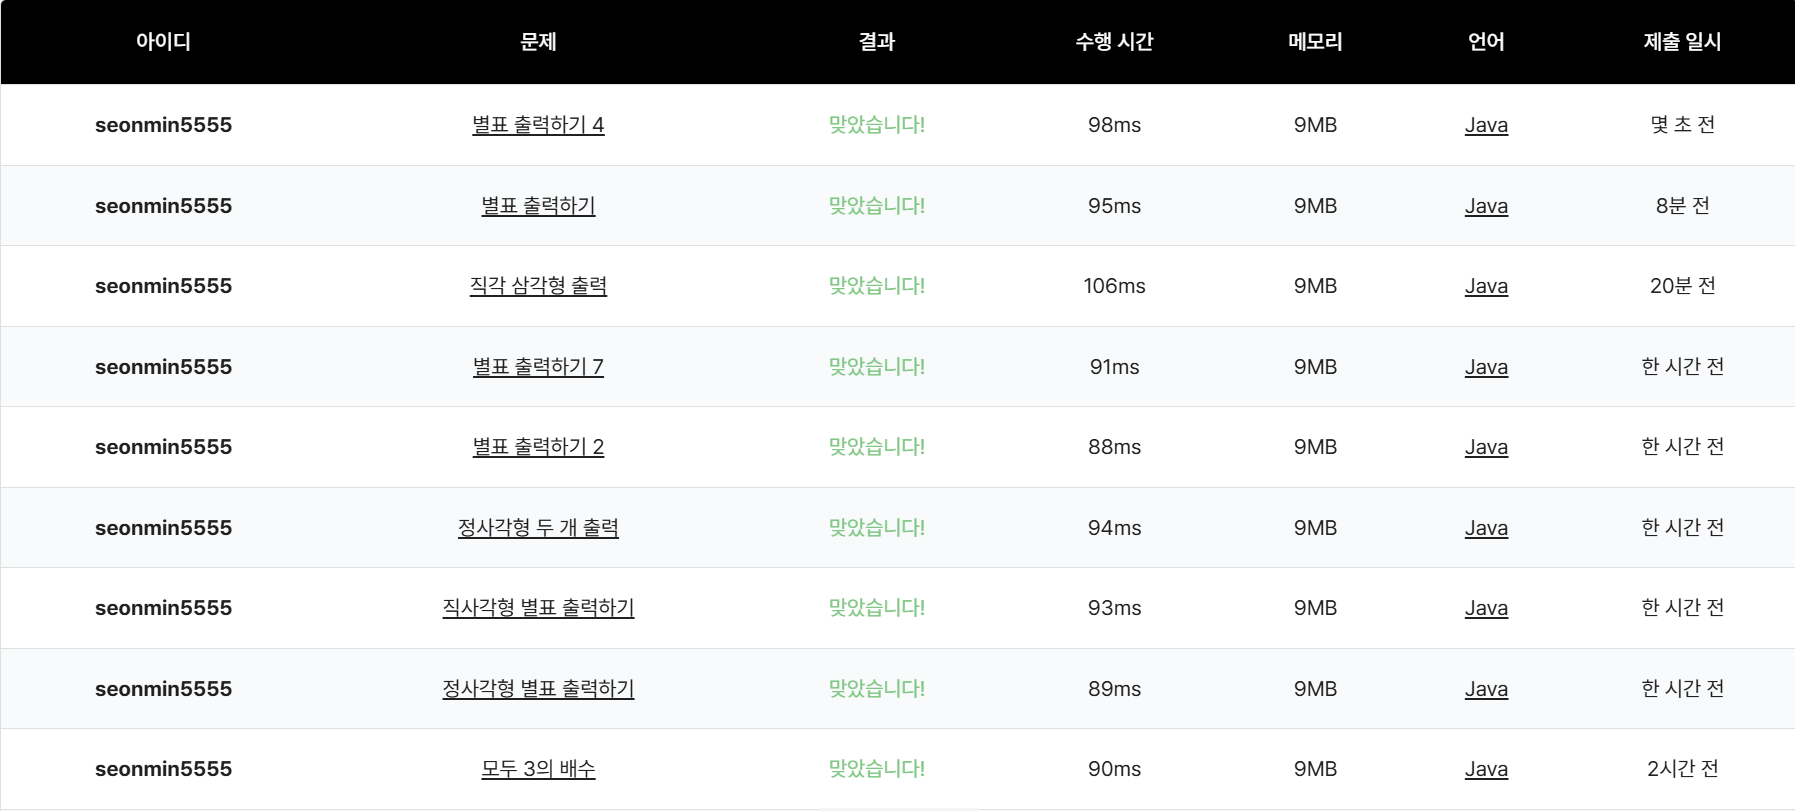 아이디 문제 결과 수행 시간 메모리 언어 제출 일시
seonmin5555 별표 출력하기 4 맞았습니다! 98ms 9MB Java 몇 초 전
seonmin5555 별표 출력하기 맞았습니다! 95ms 9MB Java 8분 전
seonmin5555 직각 삼각형 출력 맞았습니다! 106ms 9MB Java 20분 전
seonmin5555 별표 출력하기 7 맞았습니다! 91ms 9MB Java 한 시간 전
seonmin5555 별표 출력하기 2 맞았습니다! 88ms 9MB Java 한 시간 전
seonmin5555 정사각형 두 개 출력 맞았습니다! 94ms 9MB Java 한 시간 전
seonmin5555 직사각형 별표 출력하기 맞았습니다! 93ms 9MB Java 한 시간 전
seonmin5555 정사각형 별표 출력하기 맞았습니다! 89ms 9MB Java 한 시간 전
seonmin5555 모두 3의 배수 맞았습니다! 90ms 9MB Java 2시간 전